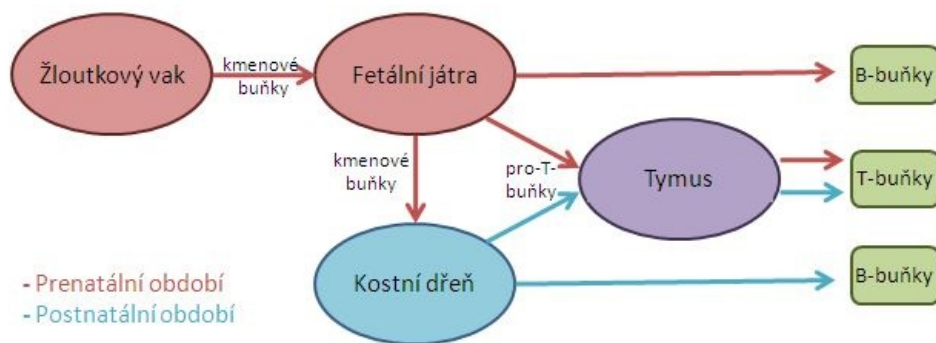 Žloutkový vak
kmenové
buňky
Fetální játra
B-buňky
kmenové
buňky
pro-T-
buňky
Tymus
T-buňky
Kostní dřeň
B-buňky
- Prenatální období
- Postnatální období